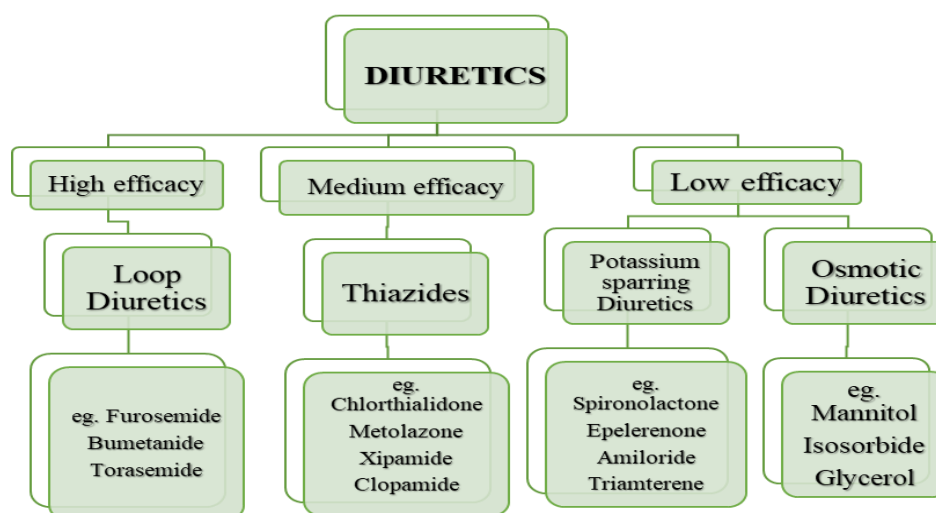 DIURETICS
High efficacy
Medium efficacy
Low efficacy
Loop
Diuretics
Thiazides
Potassium
sparring
Diuretics
Osmotic
Diuretics
eg. Furosemide
Bumetanide
Torasemide
eg.
Chlorthialidone
Metolazone
Xipamide
Clopamide
eg.
Spironolactone
Epelerenone
Amiloride
Triamterene
eg.
Mannitol
Isosorbide
Glycerol